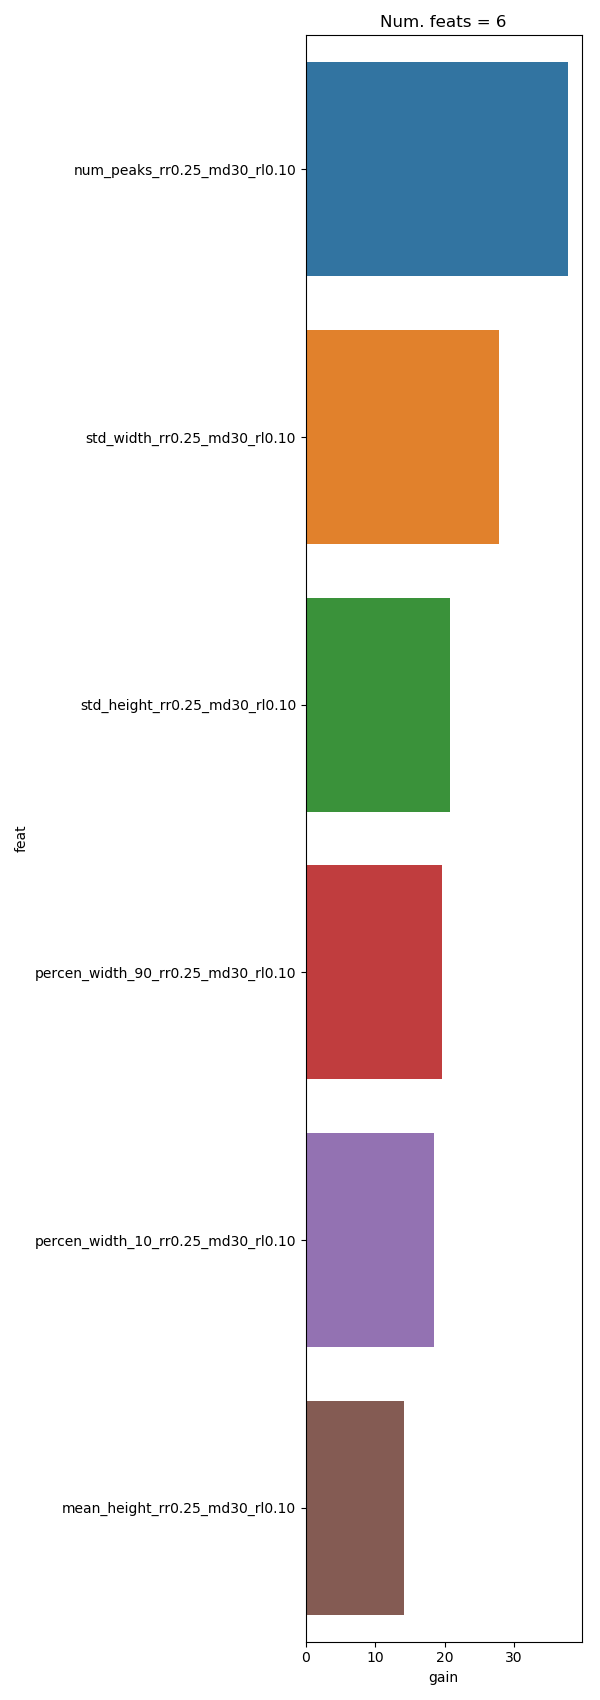 Num. feats = 6
num_peaks_rr0.25_md30_rl0.10
std_width_rr0.25_md30_rl0.10
std_height_rr0.25_md30_rl0.10
feat
percen_width_90_rr0.25_md30_rl0.10
percen_width_10_rr0.25_md30_rl0.10
mean_height_rr0.25_md30_rl0.10
0 10 20 30
gain